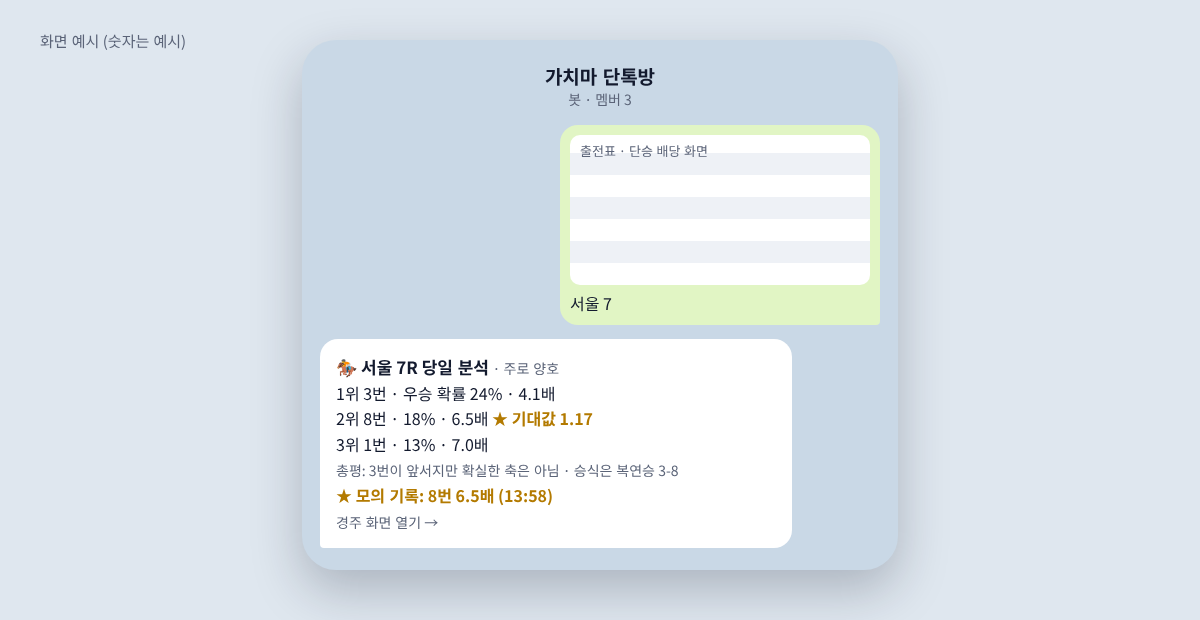 화면 예시 (숫자는 예시)
가치마 단톡방
봇 · 멤버 3
출전표 · 단승 배당 화면
서울 7
🏇 서울 7R 당일 분석 · 주로 양호
1위 3번 · 우승 확률 24% · 4.1배
2위 8번 · 18% · 6.5배 ★ 기대값 1.17
3위 1번 · 13% · 7.0배
총평: 3번이 앞서지만 확실한 축은 아님 · 승식은 복연승 3-8
★ 모의 기록: 8번 6.5배 (13:58)
경주 화면 열기 →